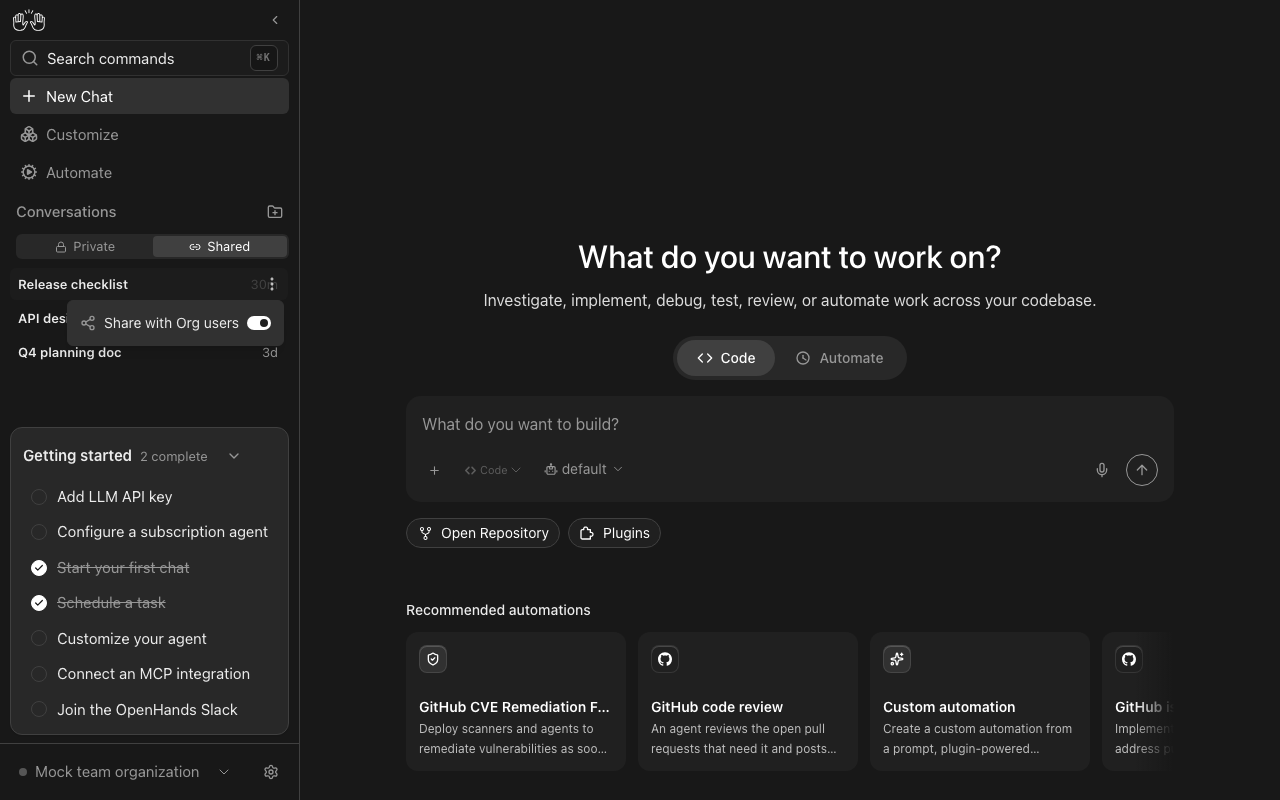 Search commands
⌘K
New Chat
Customize
Automate
Conversations
Private
Shared
Release checklist
30m
API desi
Share with Org users
Q4 planning doc
3d
Getting started
2 complete
Add LLM API key
Configure a subscription agent
Start your first chat
Schedule a task
Customize your agent
Connect an MCP integration
Join the OpenHands Slack
Mock team organization
What do you want to work on?
Investigate, implement, debug, test, review, or automate work across your codebase.
Code
Automate
What do you want to build?
Code
default
Open Repository
Plugins
Recommended automations
GitHub CVE Remediation F...
Deploy scanners and agents to
remediate vulnerabilities as soo...
GitHub code review
An agent reviews the open pull
requests that need it and posts...
Custom automation
Create a custom automation from
a prompt, plugin-powered...
GitHub
Implement
address